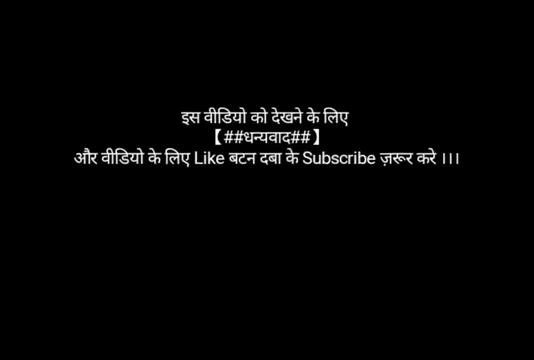 इस वीडियो को देखने के लिए
【##धन्यवाद##】
और वीडियो के लिए Like बटन दबा के Subscribe ज़रूर करे ।।।